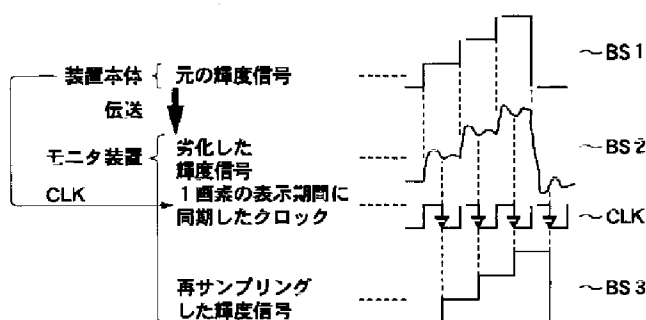 装置本体
元の輝度信号
~BS1
伝送
モニタ装置
劣化した
輝度信号
~BS2
CLK
1画素の表示期間に
同期したクロック
~CLK
再サンプリング
した輝度信号
~BS3